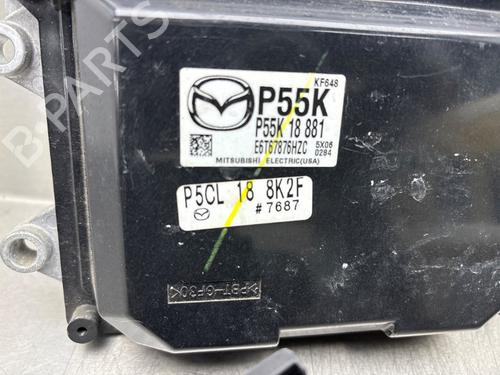 B-PARTS
KF648
P55K
P55K 18 881
E6T67876HZC
5X06
0284
MITSUBISHI ELECTRIC(USA)
P5CL 18 8K2F
#7687
>PBT-GF30<